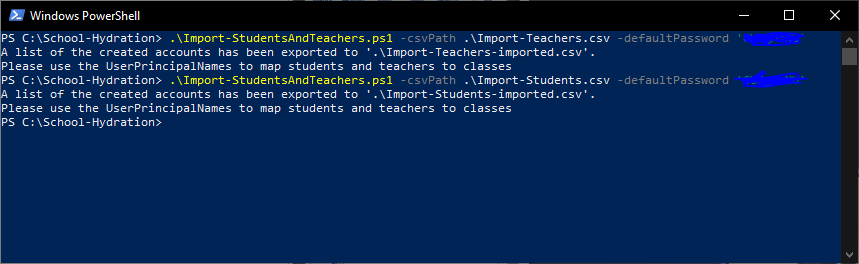 Windows PowerShell
PS C:\School-Hydration> .\Import-StudentsAndTeachers.ps1 -csvPath .\Import-Teachers.csv -defaultPassword '
A list of the created accounts has been exported to '.\Import-Teachers-imported.csv'.
Please use the UserPrincipalNames to map students and teachers to classes
PS C:\School-Hydration> .\Import-StudentsAndTeachers.ps1 -csvPath .\Import-Students.csv -defaultPassword '
A list of the created accounts has been exported to '.\Import-Students-imported.csv'.
Please use the UserPrincipalNames to map students and teachers to classes
PS C:\School-Hydration>